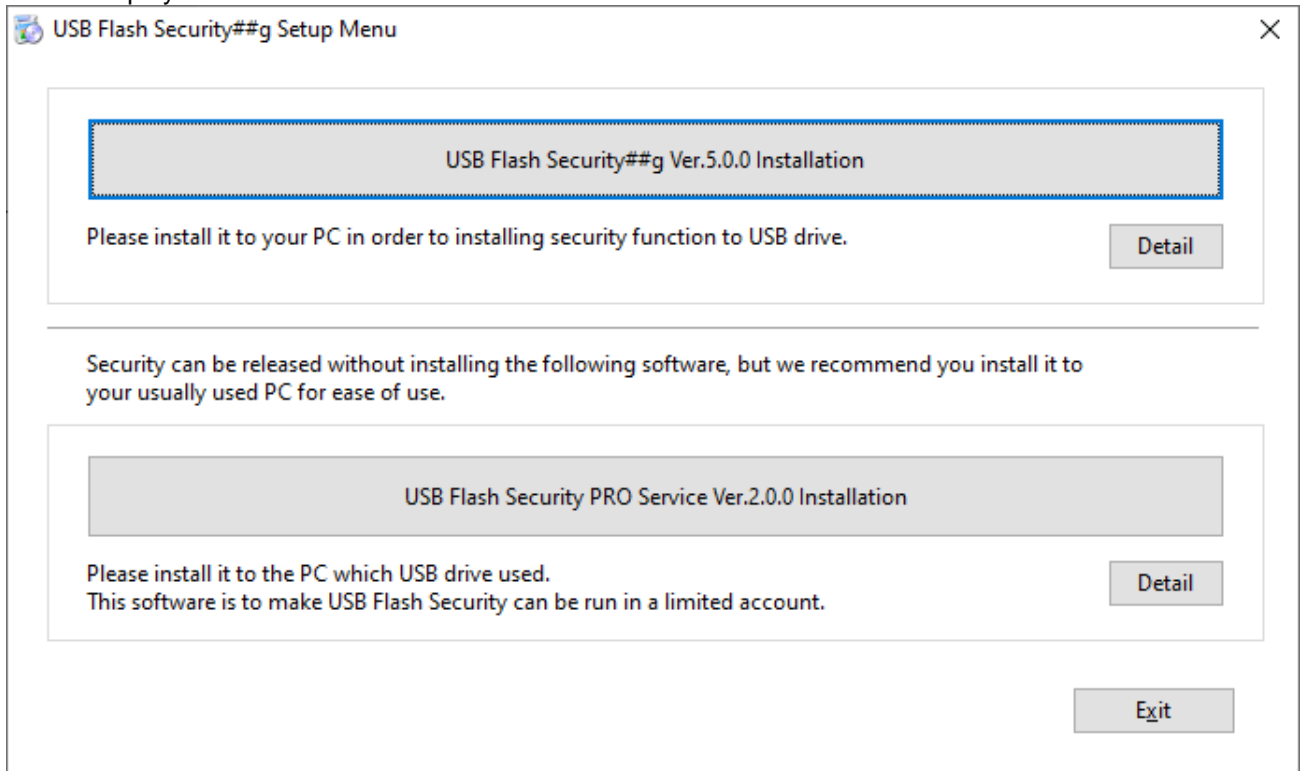 USB Flash Security##g Setup Menu
USB Flash Security##g Ver.5.0.0 Installation
Please install it to your PC in order to installing security function to USB drive.
Detail
Security can be released without installing the following software, but we recommend you install it to
your usually used PC for ease of use.
USB Flash Security PRO Service Ver.2.0.0 Installation
Please install it to the PC which USB drive used.
This software is to make USB Flash Security can be run in a limited account.
Detail
Exit